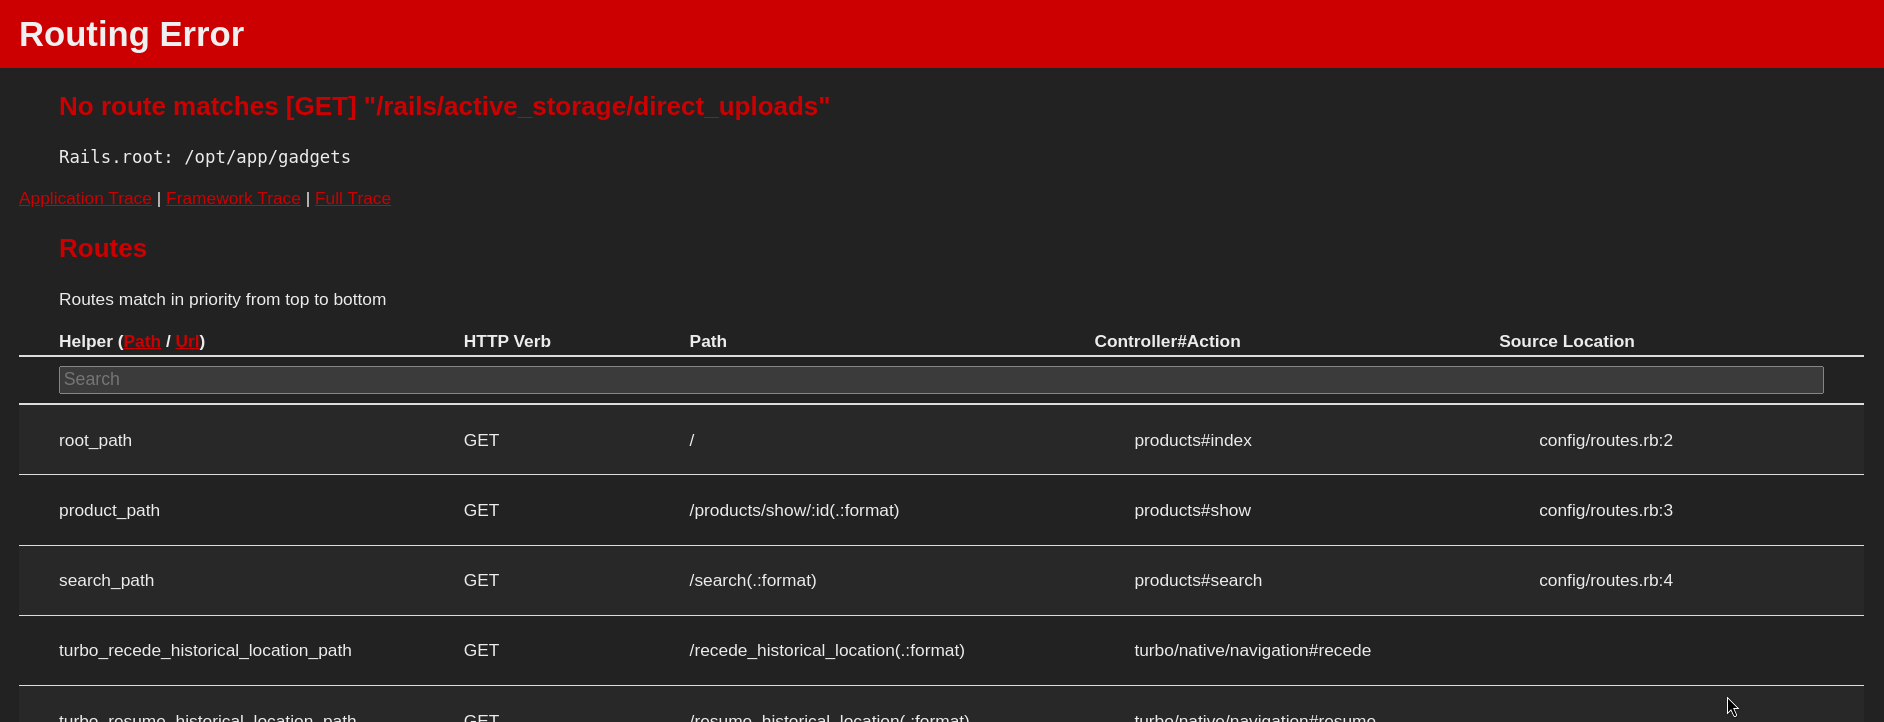 Routing Error
No route matches [GET] "/rails/active_storage/direct_uploads"
Rails.root: /opt/app/gadgets
Application Trace | Framework Trace | Full Trace
Routes
Routes match in priority from top to bottom
Helper (Path / Url) HTTP Verb Path Controller#Action Source Location
Search
root_path GET / products#index config/routes.rb:2
product_path GET /products/show/:id(.:format) products#show config/routes.rb:3
search_path GET /search(.:format) products#search config/routes.rb:4
turbo_recede_historical_location_path GET /recede_historical_location(.:format) turbo/native/navigation#recede
turbo_resume_historical_location_path GET /resume_historical_location(.:format) turbo/native/navigation#resume